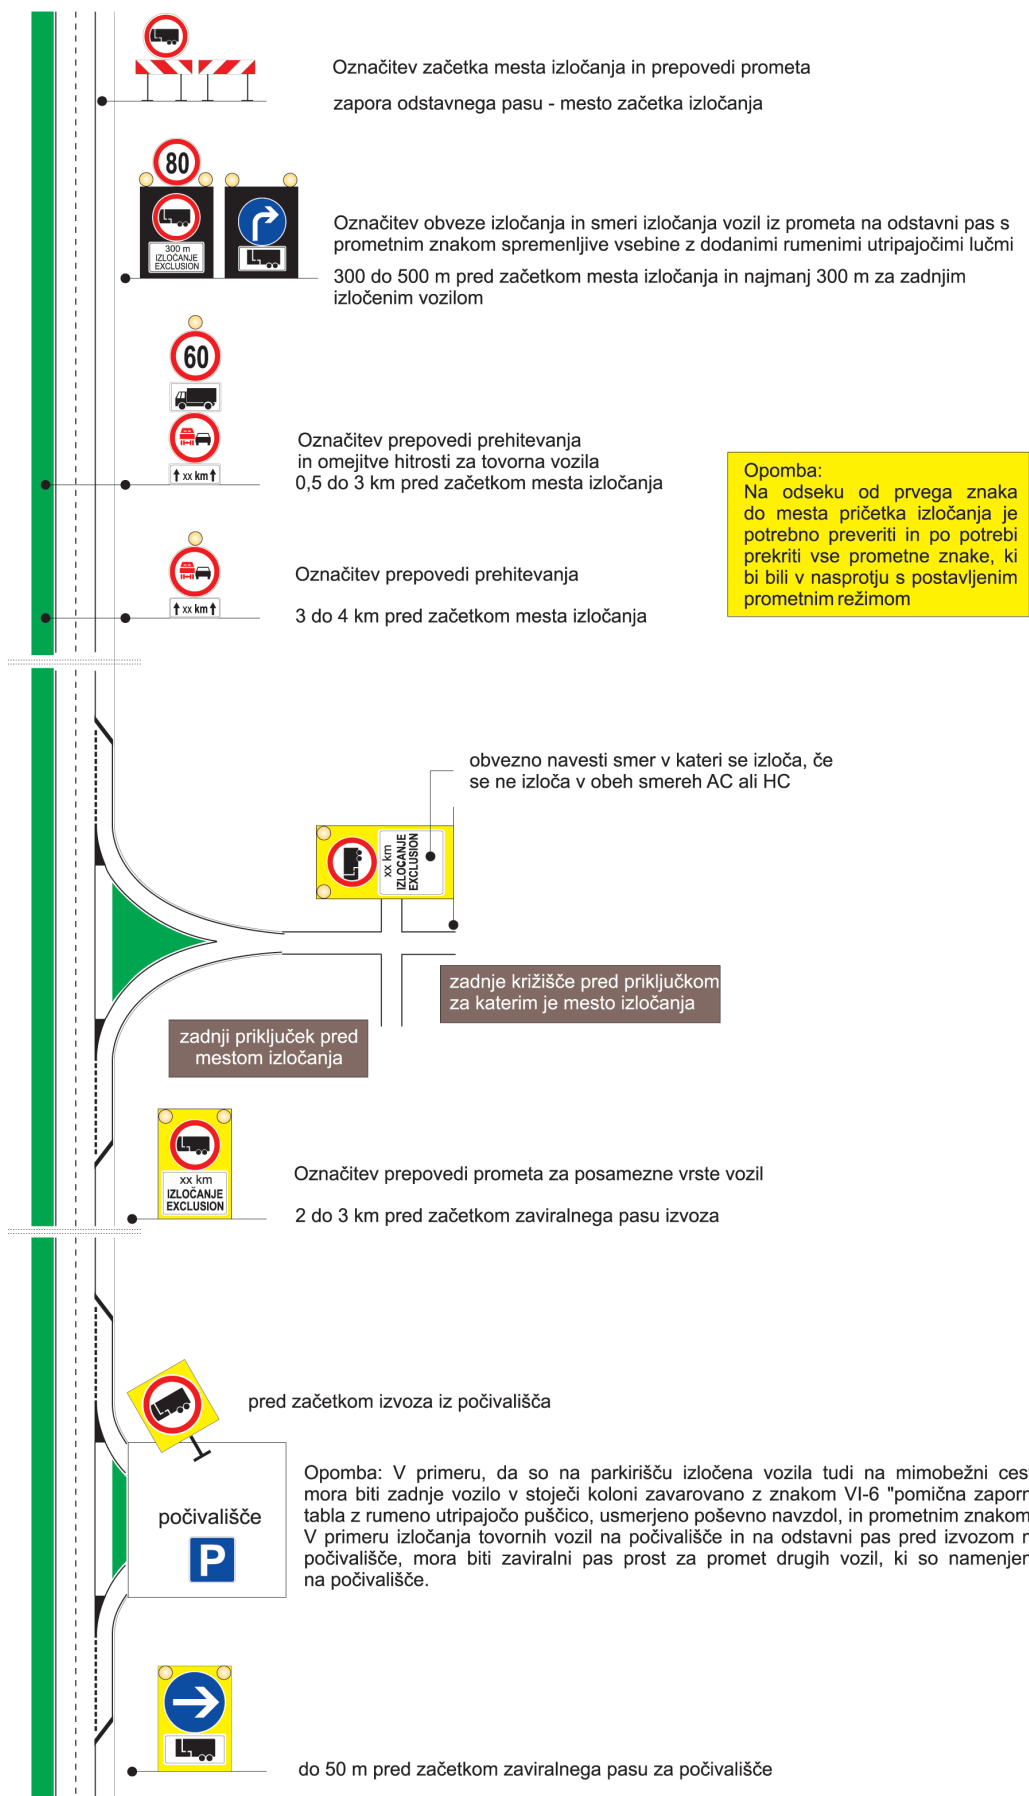 Označitev začetka mesta izločanja in prepovedi prometa
zapora odstavnega pasu - mesto začetka izločanja
80
300 m
IZLOČANJE
EXCLUSION
Označitev obveze izločanja in smeri izločanja vozil iz prometa na odstavni pas s
prometnim znakom spremenljive vsebine z dodanimi rumenimi utripajočimi lučmi
300 do 500 m pred začetkom mesta izločanja in najmanj 300 m za zadnjim
izločenim vozilom
60
xx km
Označitev prepovedi prehitevanja
in omejitve hitrosti za tovorna vozila
0,5 do 3 km pred začetkom mesta izločanja
Opomba:
Na odseku od prvega znaka
do mesta pričetka izločanja je
potrebno preveriti in po potrebi
prekriti vse prometne znake, ki
bi bili v nasprotju s postavljenim
prometnim režimom
xx km
Označitev prepovedi prehitevanja
3 do 4 km pred začetkom mesta izločanja
obvezno navesti smer v kateri se izloča, če
se ne izloča v obeh smereh AC ali HC
xx km
IZLOČANJE
EXCLUSION
zadnje križišče pred priključkom
za katerim je mesto izločanja
zadnji priključek pred
mestom izločanja
xx km
IZLOČANJE
EXCLUSION
Označitev prepovedi prometa za posamezne vrste vozil
2 do 3 km pred začetkom zaviralnega pasu izvoza
pred začetkom izvoza iz počivališča
počivališče
P
Opomba: V primeru, da so na parkirišču izločena vozila tudi na mimobežni cest
mora biti zadnje vozilo v stoječi koloni zavarovano z znakom VI-6 "pomična zaporn
tabla z rumeno utripajočo puščico, usmerjeno poševno navzdol, in prometnim znakom
V primeru izločanja tovornih vozil na počivališče in na odstavni pas pred izvozom n
počivališče, mora biti zaviralni pas prost za promet drugih vozil, ki so namenjen
na počivališče.
do 50 m pred začetkom zaviralnega pasu za počivališče